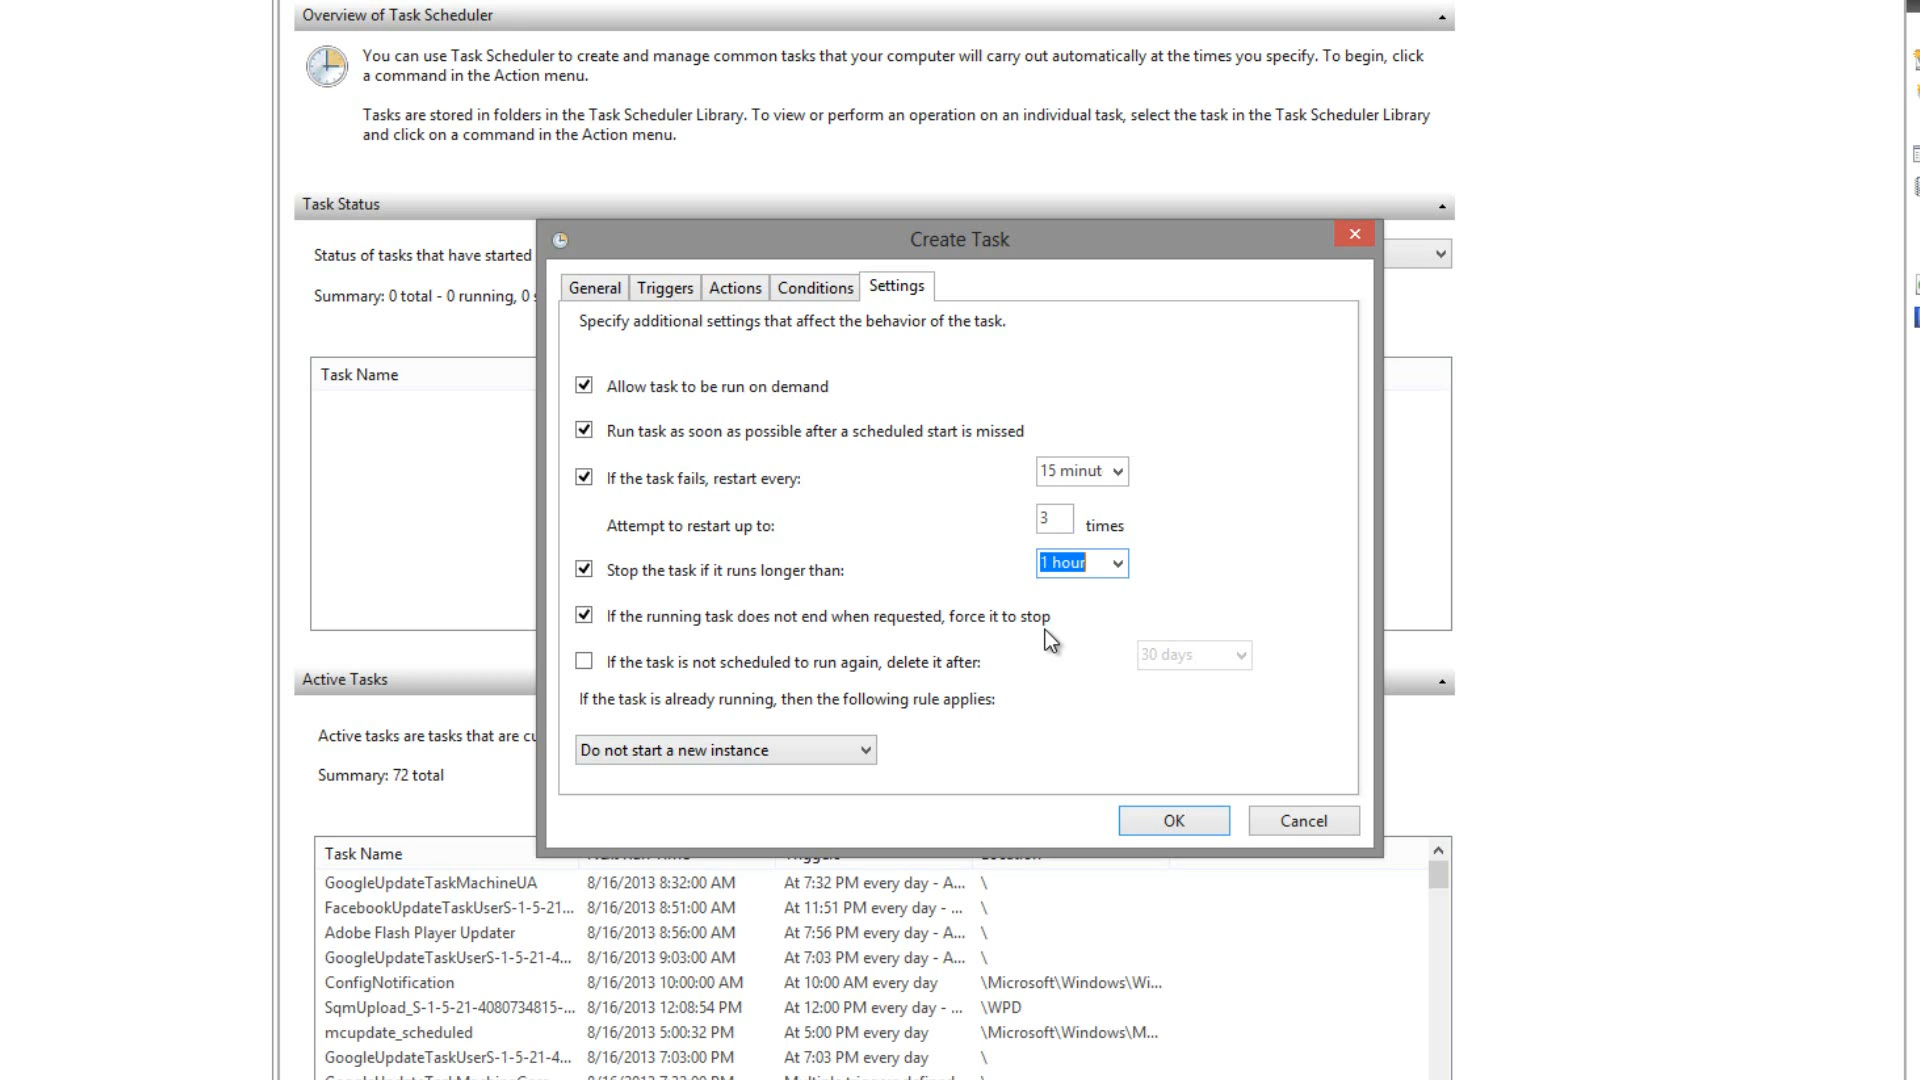 Overview of Task Scheduler
You can use Task Scheduler to create and manage common tasks that your computer will carry out automatically at the times you specify. To begin, click
a command in the Action menu.
Tasks are stored in folders in the Task Scheduler Library. To view or perform an operation on an individual task, select the task in the Task Scheduler Library
and click on a command in the Action menu.
Task Status
Status of tasks that have started
Summary: 0 total - 0 running, 0
Task Name
Create Task
General Triggers Actions Conditions Settings
Specify additional settings that affect the behavior of the task.
Allow task to be run on demand
Run task as soon as possible after a scheduled start is missed
If the task fails, restart every: 15 minut
Attempt to restart up to: 3 times
Stop the task if it runs longer than: 1 hour
If the running task does not end when requested, force it to stop
If the task is not scheduled to run again, delete it after: 30 days
If the task is already running, then the following rule applies:
Do not start a new instance
OK Cancel
Active Tasks
Active tasks are tasks that are cu
Summary: 72 total
Task Name
GoogleUpdateTaskMachineUA 8/16/2013 8:32:00 AM At 7:32 PM every day - A... \
FacebookUpdateTaskUserS-1-5-21... 8/16/2013 8:51:00 AM At 11:51 PM every day - ... \
Adobe Flash Player Updater 8/16/2013 8:56:00 AM At 7:56 PM every day - A... \
GoogleUpdateTaskUserS-1-5-21-4... 8/16/2013 9:03:00 AM At 7:03 PM every day - A... \
ConfigNotification 8/16/2013 10:00:00 AM At 10:00 AM every day \Microsoft\Windows\Wi...
SqmUpload_S-1-5-21-4080734815-... 8/16/2013 12:08:54 PM At 12:00 PM every day - ... \WPD
mcupdate_scheduled 8/16/2013 5:00:32 PM At 5:00 PM every day \Microsoft\Windows\M...
GoogleUpdateTaskUserS-1-5-21-4... 8/16/2013 7:03:00 PM At 7:03 PM every day \